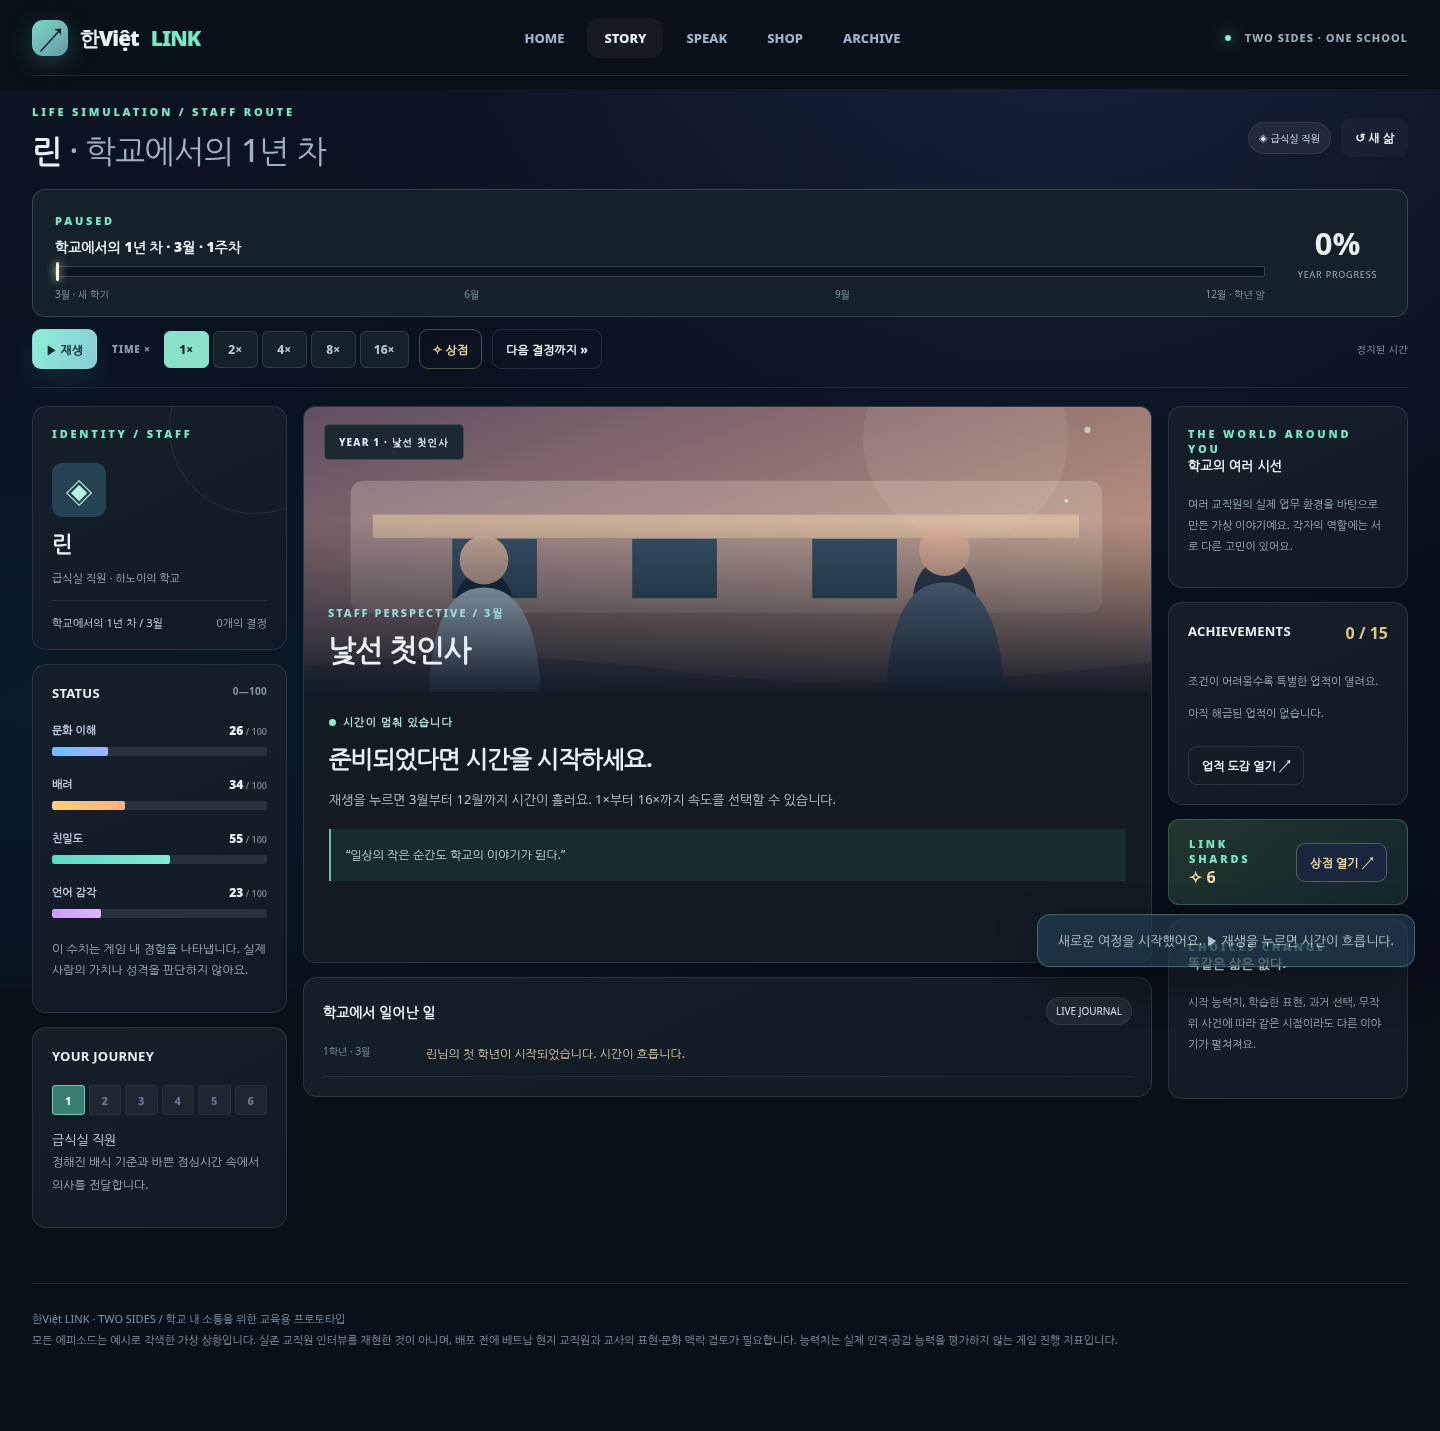 한Việt LINK
HOME
STORY
SPEAK
SHOP
ARCHIVE
TWO SIDES · ONE SCHOOL
LIFE SIMULATION / STAFF ROUTE
린 · 학교에서의 1년 차
◈ 급식실 직원
↺ 새 삶
PAUSED
학교에서의 1년 차 · 3월 · 1주차
3월 · 새 학기
6월
9월
12월 · 학년 말
0%
YEAR PROGRESS
▶ 재생
TIME ×
1×
2×
4×
8×
16×
✧ 상점
다음 결정까지 »
정지된 시간
IDENTITY / STAFF
린
급식실 직원 · 하노이의 학교
학교에서의 1년 차 / 3월
0개의 결정
STATUS
0—100
문화 이해
26 / 100
배려
34 / 100
친밀도
55 / 100
언어 감각
23 / 100
이 수치는 게임 내 경험을 나타냅니다. 실제
사람의 가치나 성격을 판단하지 않아요.
YOUR JOURNEY
1
2
3
4
5
6
급식실 직원
정해진 배식 기준과 바쁜 점심시간 속에서
의사를 전달합니다.
YEAR 1 · 낯선 첫인사
STAFF PERSPECTIVE / 3월
낯선 첫인사
시간이 멈춰 있습니다
준비되었다면 시간을 시작하세요.
재생을 누르면 3월부터 12월까지 시간이 흘러요. 1×부터 16×까지 속도를 선택할 수 있습니다.
“일상의 작은 순간도 학교의 이야기가 된다.”
학교에서 일어난 일
LIVE JOURNAL
1학년 · 3월
린님의 첫 학년이 시작되었습니다. 시간이 흐릅니다.
THE WORLD AROUND
YOU
학교의 여러 시선
여러 교직원의 실제 업무 환경을 바탕으로
만든 가상 이야기예요. 각자의 역할에는 서
로 다른 고민이 있어요.
ACHIEVEMENTS
0 / 15
조건이 어려울수록 특별한 업적이 열려요.
아직 해금된 업적이 없습니다.
업적 도감 열기 ↗
LINK
SHARDS
✧ 6
상점 열기 ↗
새로운 여정을 시작했어요. ▶ 재생을 누르면 시간이 흐릅니다.
CHOICES CHANGE
똑같은 삶은 없다.
시작 능력치, 학습한 표현, 과거 선택, 무작
위 사건에 따라 같은 시점이라도 다른 이야
기가 펼쳐져요.
한Việt LINK · TWO SIDES / 학교 내 소통을 위한 교육용 프로토타입
모든 에피소드는 예시로 각색한 가상 상황입니다. 실존 교직원 인터뷰를 재현한 것이 아니며, 배포 전에 베트남 현지 교직원과 교사의 표현·문화 맥락 검토가 필요합니다. 능력치는 실제 인격·공감 능력을 평가하지 않는 게임 진행 지표입니다.